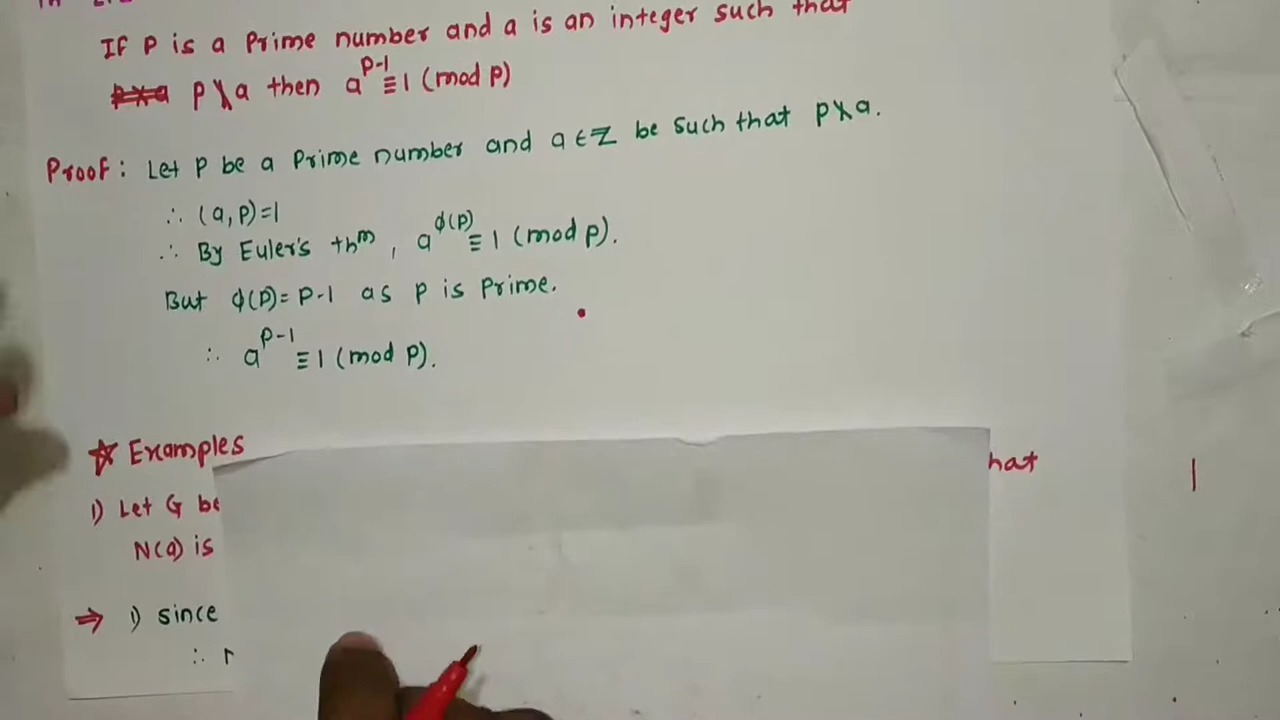 If P is a Prime number and a is an integer such that
p∤a then a^{p-1} ≡ 1 (mod p)
Proof: Let P be a Prime number and a ∈ Z be such that p∤a.
∴ (a, p)=1
∴ By Euler's th^m, a^{ϕ(p)} ≡ 1 (mod p).
But ϕ(p)= p-1 as p is Prime.
∴ a^{p-1} ≡ 1 (mod p).
☆ Examples
hat
1) Let G be
N(a) is
⇒ 1) since
∴